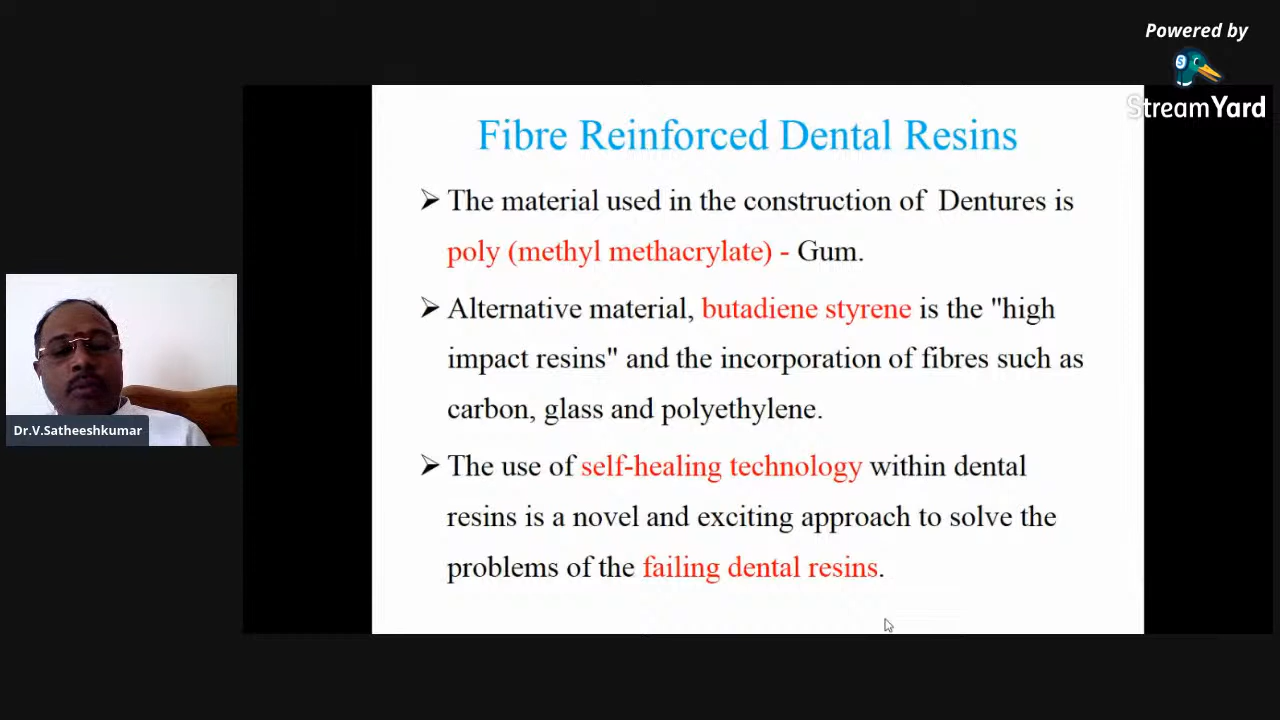 Powered by
StreamYard
Fibre Reinforced Dental Resins
➤ The material used in the construction of Dentures is
poly (methyl methacrylate) - Gum.
➤ Alternative material, butadiene styrene is the "high
impact resins" and the incorporation of fibres such as
carbon, glass and polyethylene.
➤ The use of self-healing technology within dental
resins is a novel and exciting approach to solve the
problems of the failing dental resins.
Dr.V.Satheeshkumar